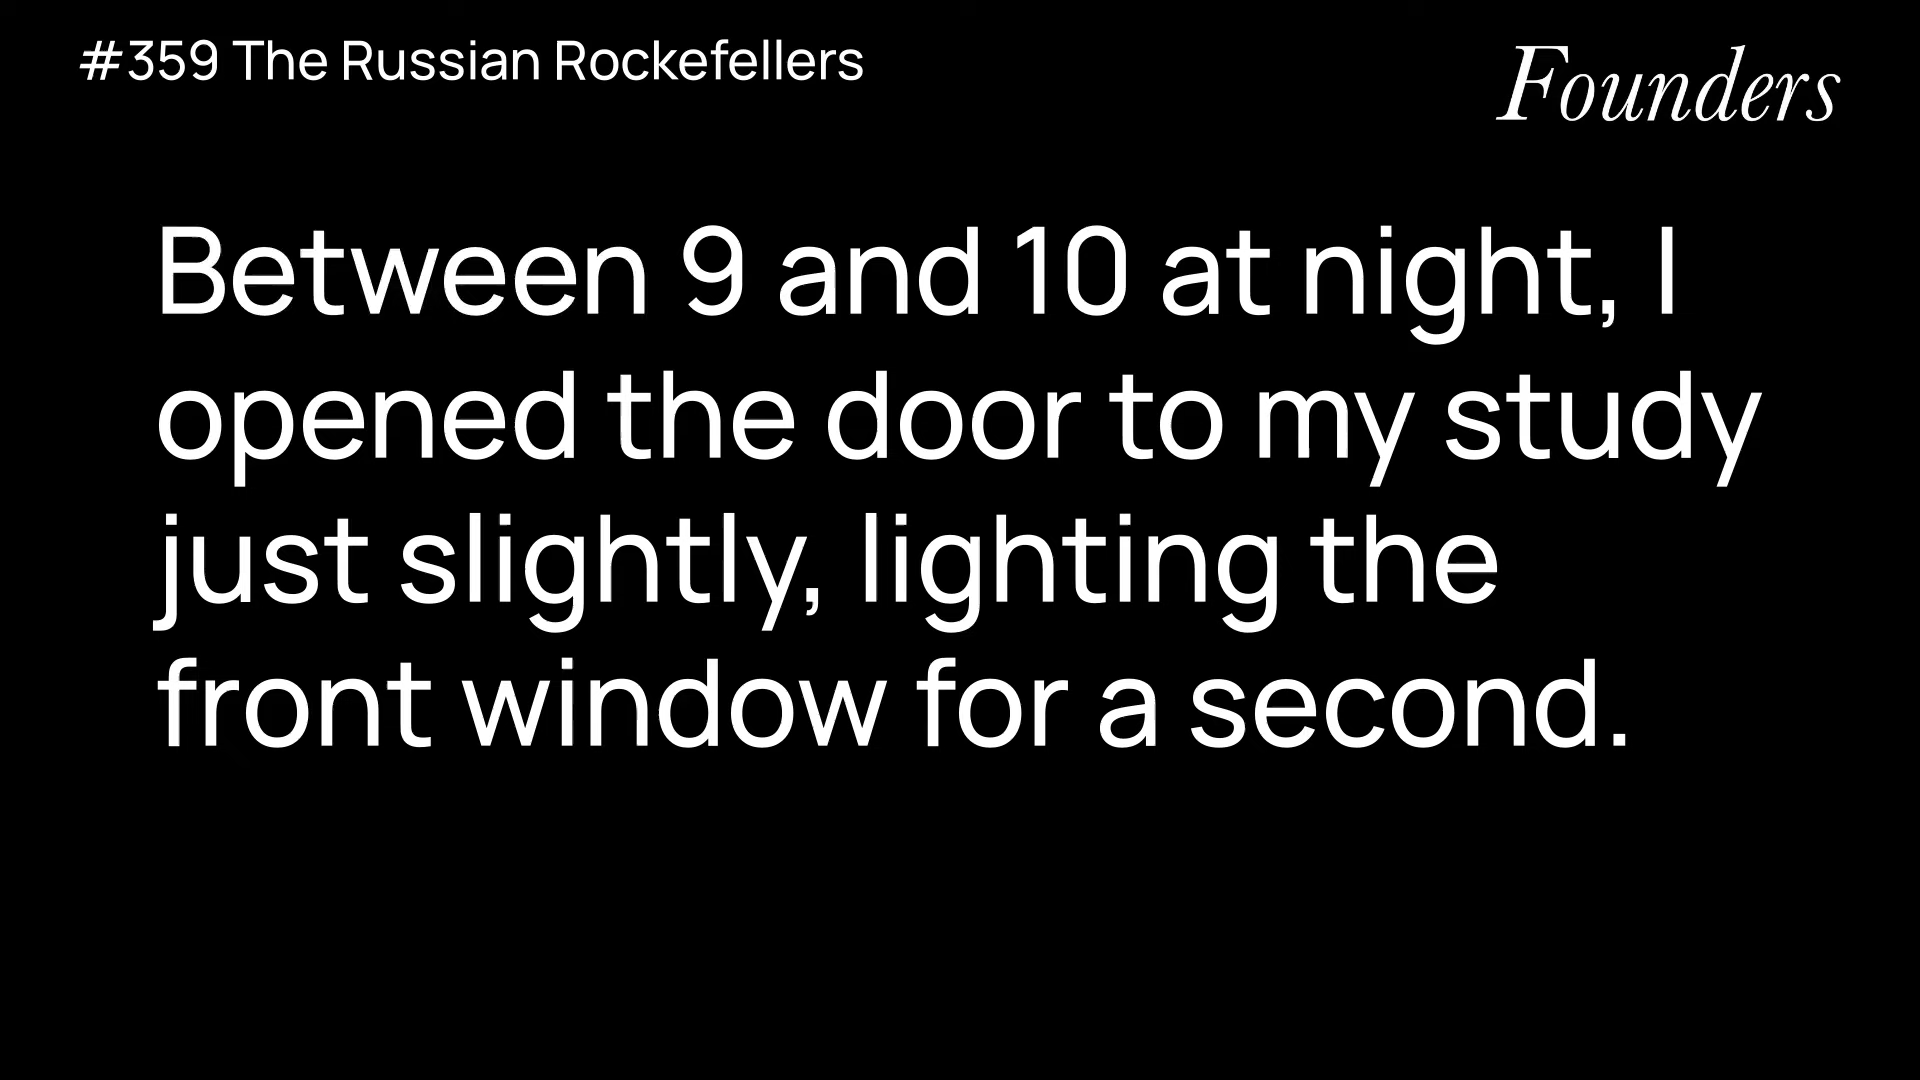 #359 The Russian Rockefellers
Founders
Between 9 and 10 at night, I
opened the door to my study
just slightly, lighting the
front window for a second.